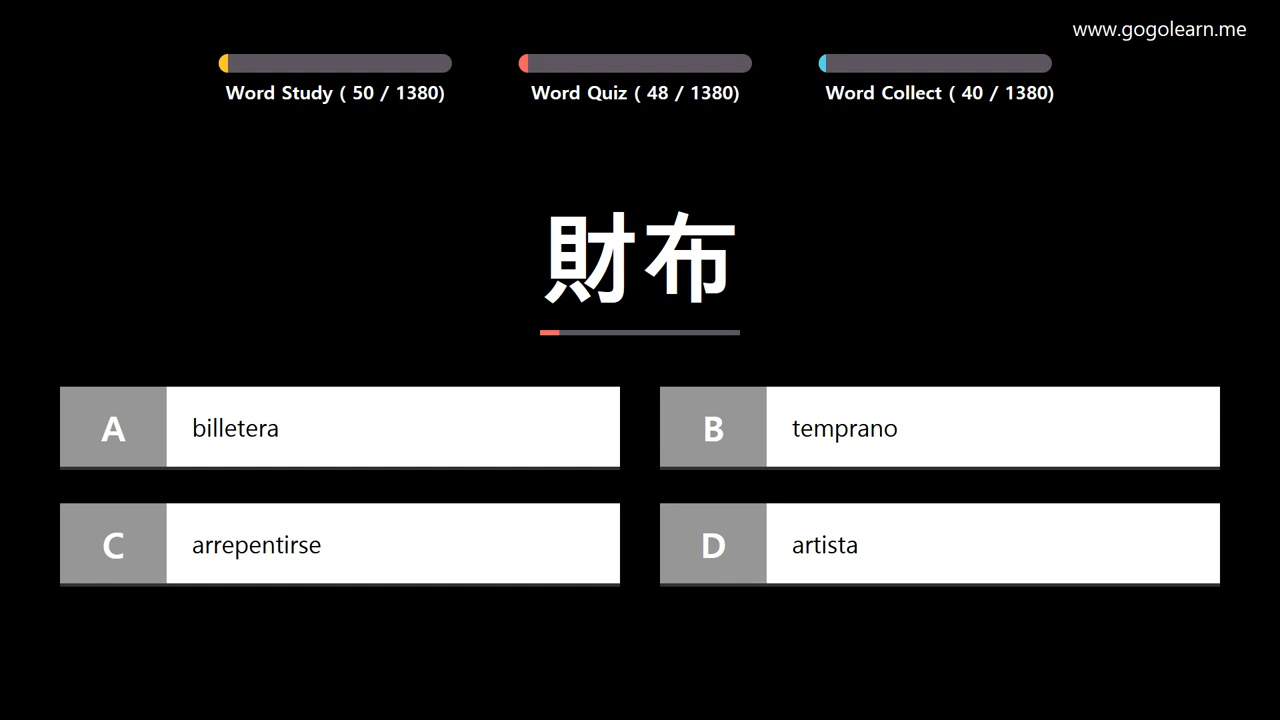 www.gogolearn.me
Word Study ( 50 / 1380)
Word Quiz ( 48 / 1380)
Word Collect ( 40 / 1380)
財布
A billetera
B temprano
C arrepentirse
D artista